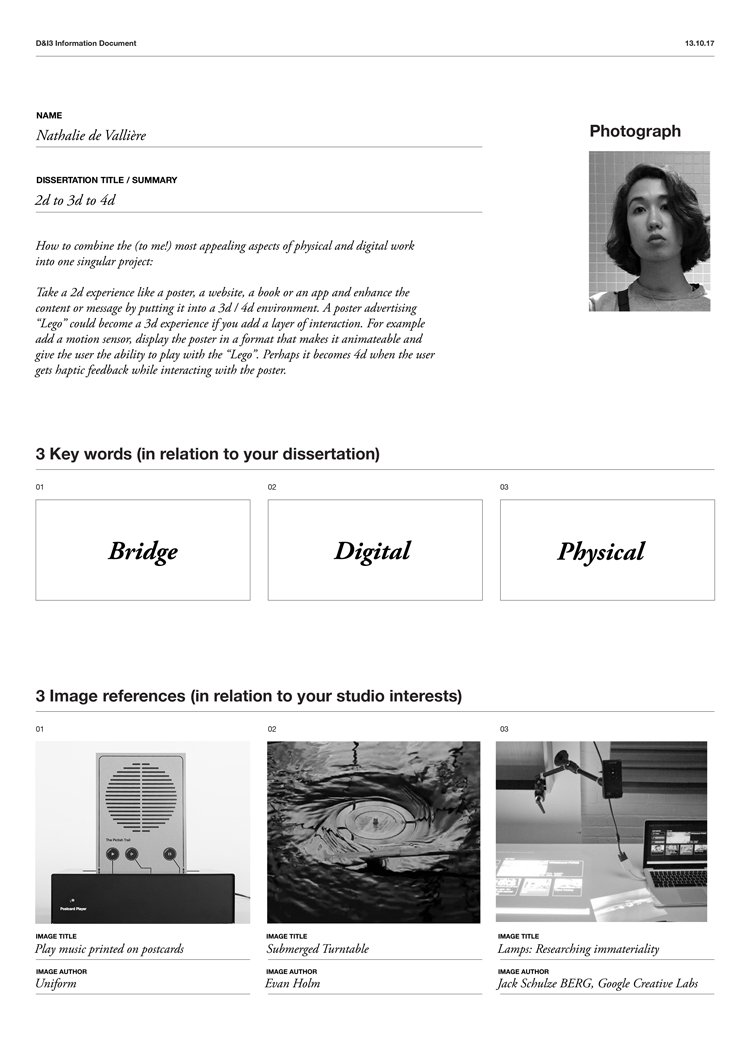 D&I3 Information Document
13.10.17
NAME
Nathalie de Vallière
Photograph
DISSERTATION TITLE / SUMMARY
2d to 3d to 4d
How to combine the (to me!) most appealing aspects of physical and digital work
into one singular project:
Take a 2d experience like a poster, a website, a book or an app and enhance the
content or message by putting it into a 3d / 4d environment. A poster advertising
“Lego” could become a 3d experience if you add a layer of interaction. For example
add a motion sensor, display the poster in a format that makes it animateable and
give the user the ability to play with the “Lego”. Perhaps it becomes 4d when the user
gets haptic feedback while interacting with the poster.
3 Key words (in relation to your dissertation)
01
02
03
Bridge
Digital
Physical
3 Image references (in relation to your studio interests)
01
02
03
Postcard Player
IMAGE TITLE
Play music printed on postcards
IMAGE AUTHOR
Uniform
IMAGE TITLE
Submerged Turntable
IMAGE AUTHOR
Evan Holm
IMAGE TITLE
Lamps: Researching immateriality
IMAGE AUTHOR
Jack Schulze BERG, Google Creative Labs